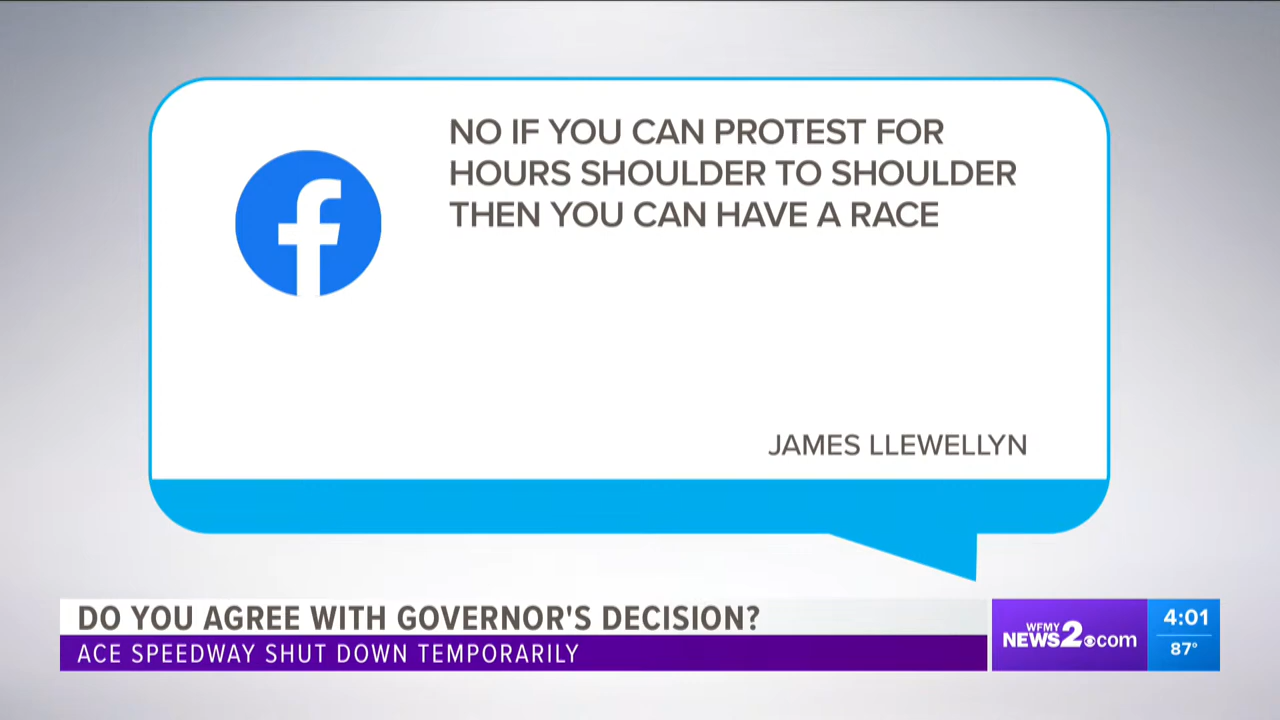 NO IF YOU CAN PROTEST FOR
HOURS SHOULDER TO SHOULDER
THEN YOU CAN HAVE A RACE
JAMES LLEWELLYN
DO YOU AGREE WITH GOVERNOR'S DECISION?
ACE SPEEDWAY SHUT DOWN TEMPORARILY
WFMY
NEWS2.com
4:01
87°